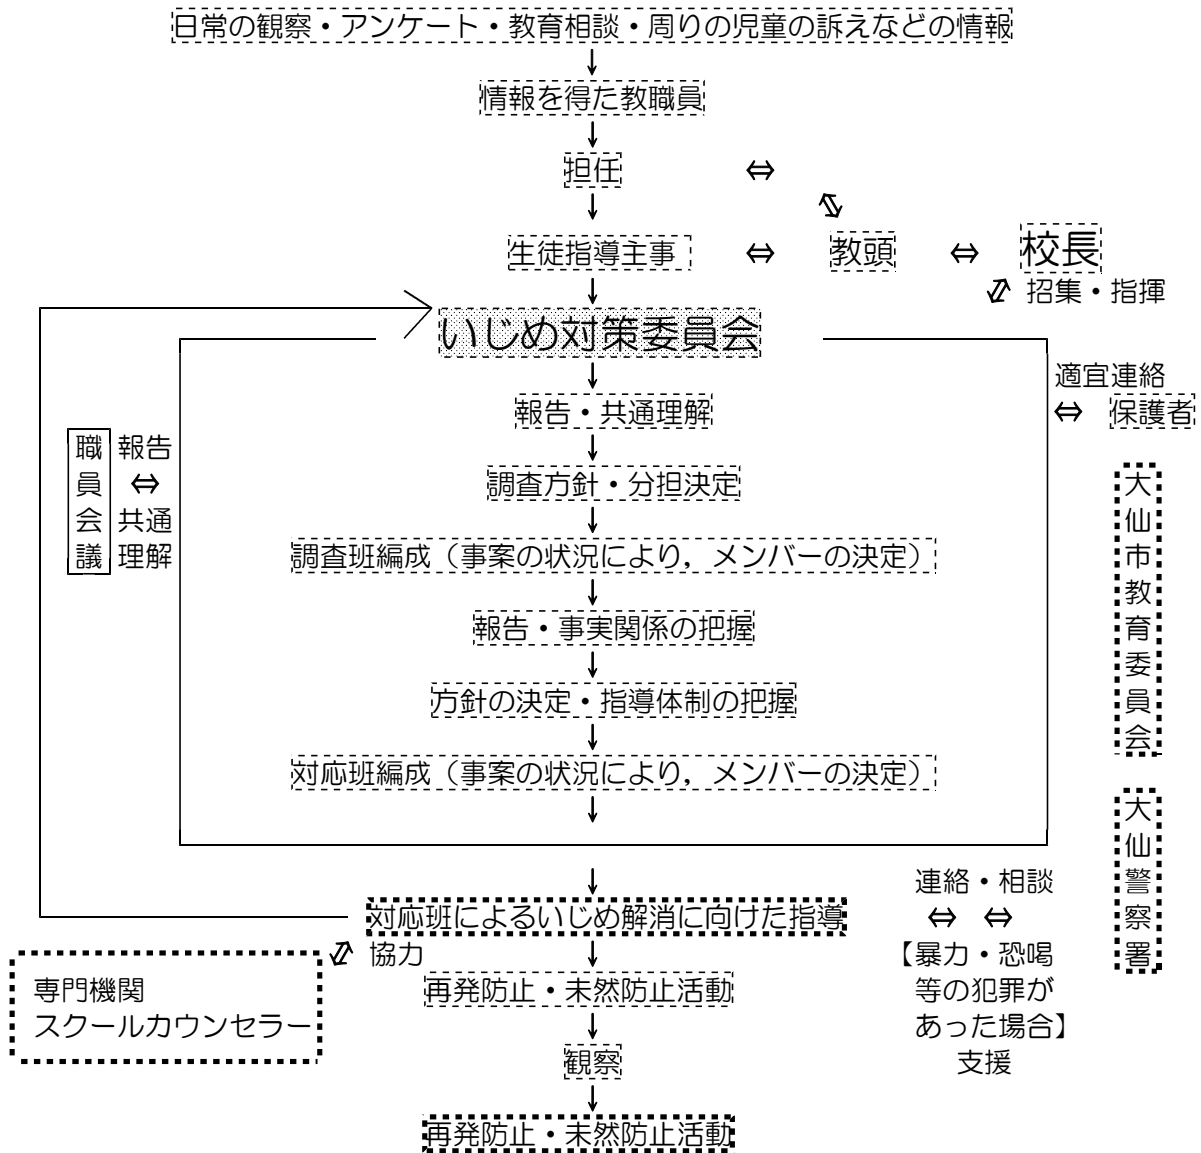 日常の観察・アンケート・教育相談・周りの児童の訴えなどの情報
情報を得た教職員
担任 ⇔
⇔
生徒指導主事 ⇔ 教頭 ⇔ 校長
⇔ 招集・指揮
いじめ対策委員会
適宜連絡
⇔ 保護者
報告・共通理解
職員会議
報告
⇔
共通
理解
調査方針・分担決定
調査班編成（事案の状況により，メンバーの決定）
報告・事実関係の把握
方針の決定・指導体制の把握
対応班編成（事案の状況により，メンバーの決定）
大仙市教育委員会
大仙警察署
対応班によるいじめ解消に向けた指導
連絡・相談
⇔ ⇔
【暴力・恐喝
等の犯罪が
あった場合】
支援
⇔ 協力
専門機関
スクールカウンセラー
再発防止・未然防止活動
観察
再発防止・未然防止活動